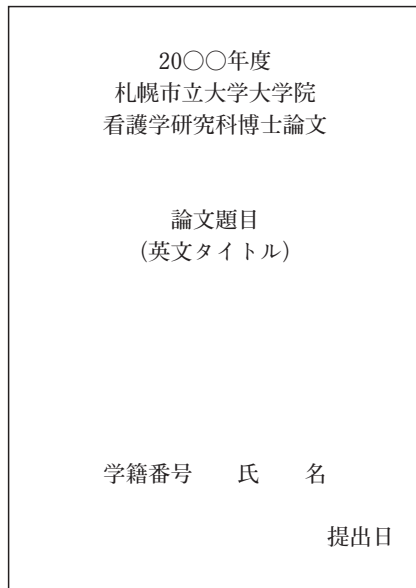 20○○年度
札幌市立大学大学院
看護学研究科博士論文
論文題目
(英文タイトル)
学籍番号　氏　名
提出日